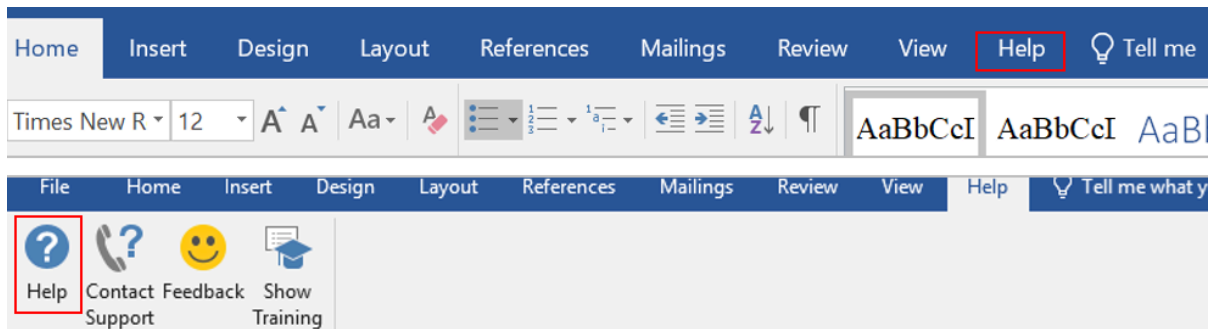 Home Insert Design Layout References Mailings Review View Help Tell me
Times New R 12 Aa
AaBbCcI AaBbCcI AaBb
File Home Insert Design Layout References Mailings Review View Help Tell me what y
Help Contact Feedback Show
Support Training